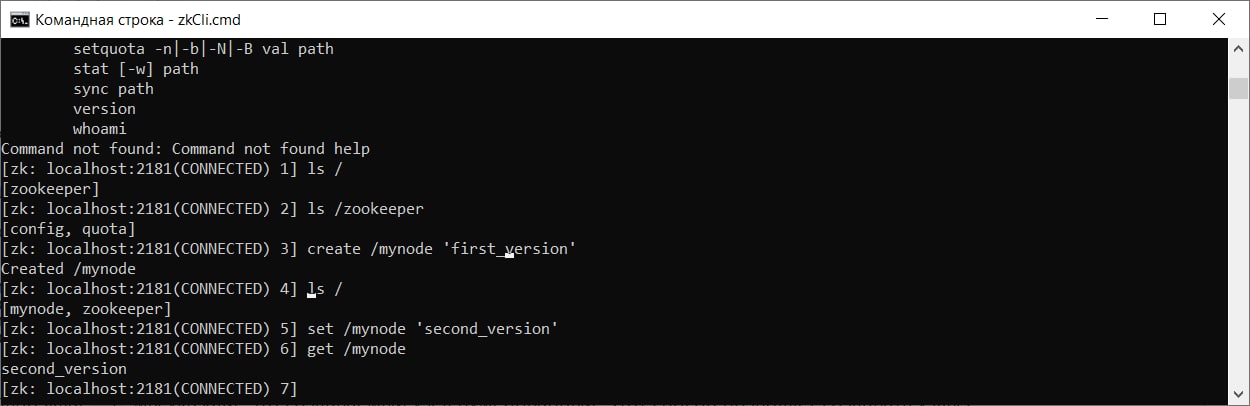 Командная строка - zkCli.cmd
setquota -n|-b|-N|-B val path
stat [-w] path
sync path
version
whoami
Command not found: Command not found help
[zk: localhost:2181(CONNECTED) 1] ls /
[zookeeper]
[zk: localhost:2181(CONNECTED) 2] ls /zookeeper
[config, quota]
[zk: localhost:2181(CONNECTED) 3] create /mynode 'first_version'
Created /mynode
[zk: localhost:2181(CONNECTED) 4] ls /
[mynode, zookeeper]
[zk: localhost:2181(CONNECTED) 5] set /mynode 'second_version'
[zk: localhost:2181(CONNECTED) 6] get /mynode
second_version
[zk: localhost:2181(CONNECTED) 7]